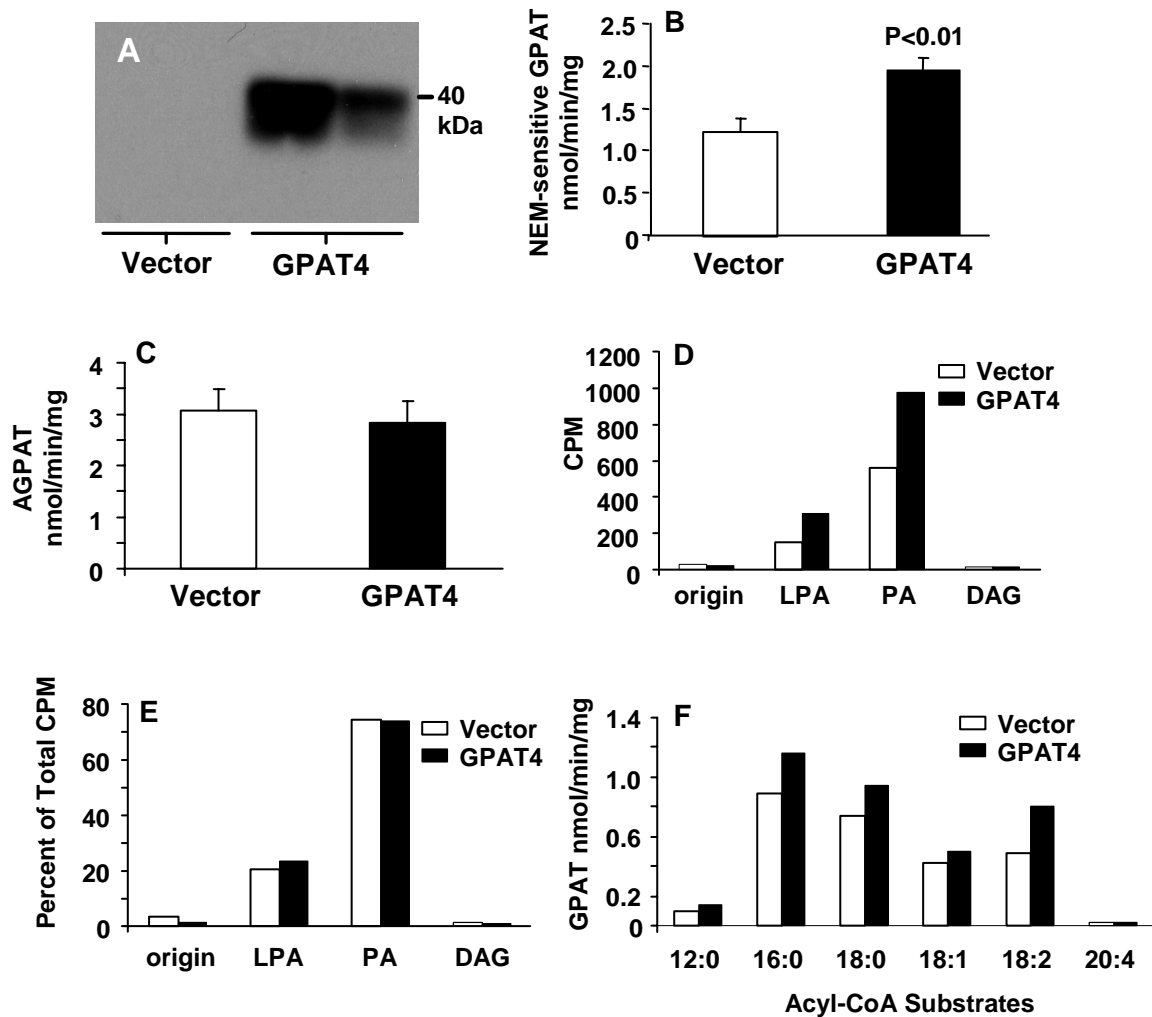 A
40
kDa
Vector
GPAT4
B
P<0.01
NEM-sensitive GPAT
nmol/min/mg
2.5
2.0
1.5
1.0
0.5
0
Vector
GPAT4
C
AGPAT
nmol/min/mg
4
3
2
1
0
Vector
GPAT4
D
CPM
1200
1000
600
400
200
0
Vector
GPAT4
origin
LPA
PA
DAG
E
Percent of Total CPM
80
60
40
20
0
Vector
GPAT4
origin
LPA
PA
DAG
F
GPAT nmol/min/mg
1.4
1.0
0.6
0.2
0
Vector
GPAT4
12:0
16:0
18:0
18:1
18:2
20:4
Acyl-CoA Substrates